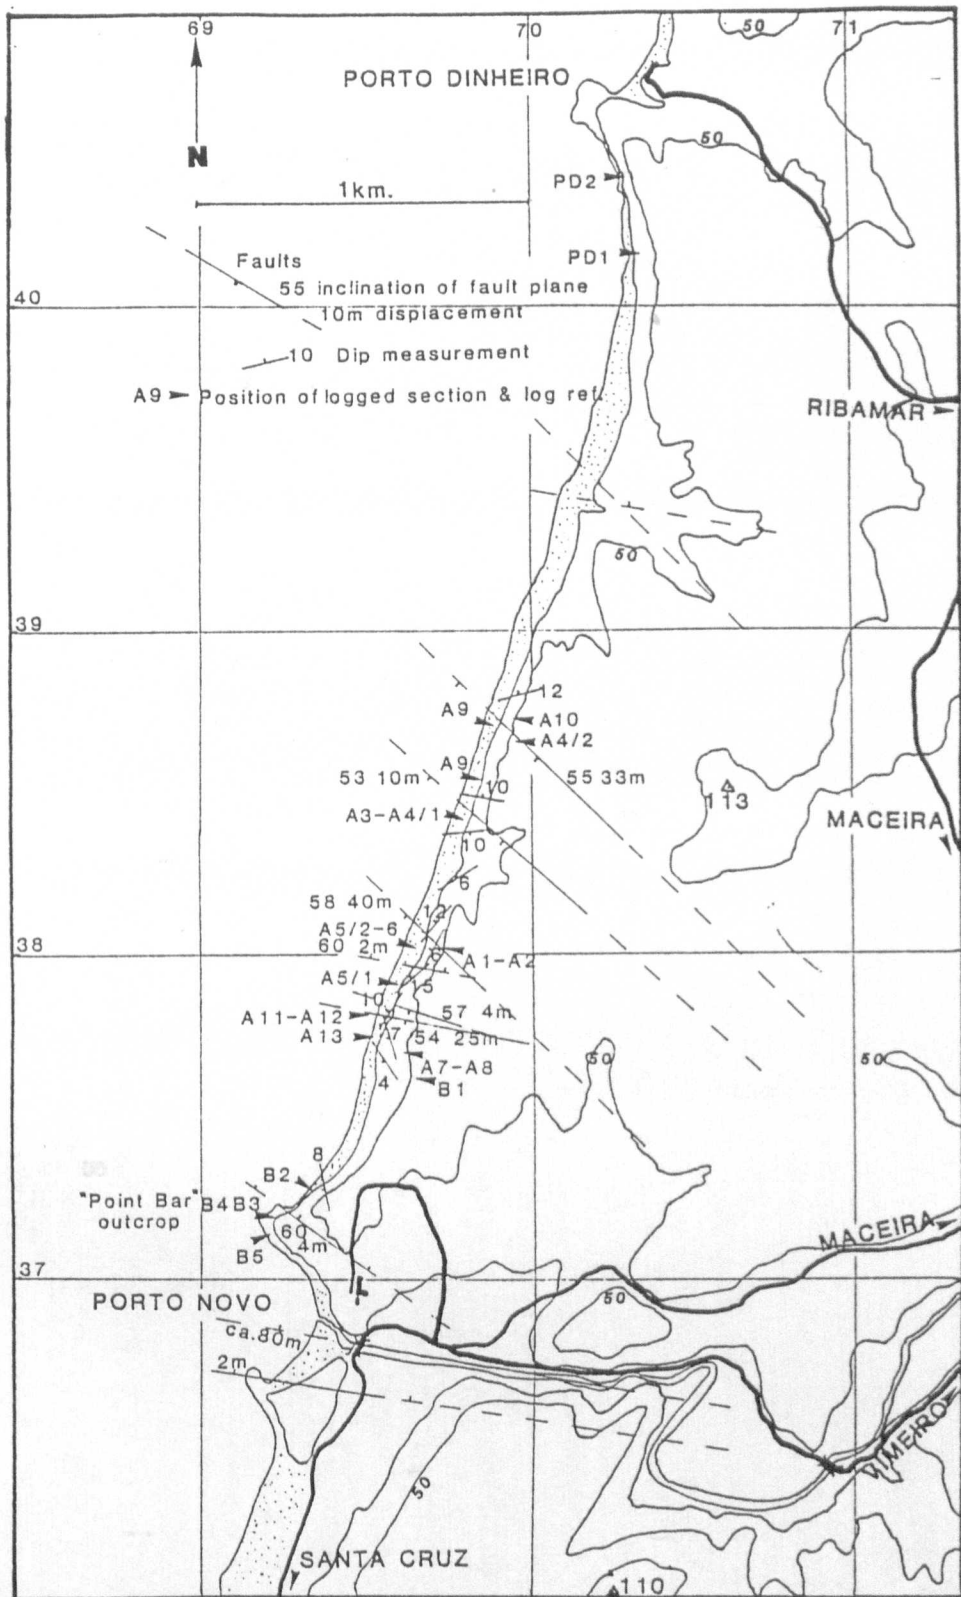 69
70
50
71
PORTO DINHEIRO
N
50
PD2
1km.
PD1
Faults
55 inclination of fault plane
40
10m displacement
10 Dip measurement
A9 Position of logged section & log ref.
RIBAMAR
50
39
12
A9
A10
A4/2
A9
53 10m
10
55 33m
113
A3-A4/1
MACEIRA
10
6
58 40m
12
A5/2-6
60 2m
38
6
A1-A2
A5/1
15
10
57 4m
A11-A12
A13
7
54 25m
50
50
A7-A8
4
B1
8
B2
"Point Bar" B4 B3
outcrop
60
4m
B5
MACEIRA
37
PORTO NOVO
50
ca.80m
2m
VIMEIRO
50
SANTA CRUZ
110